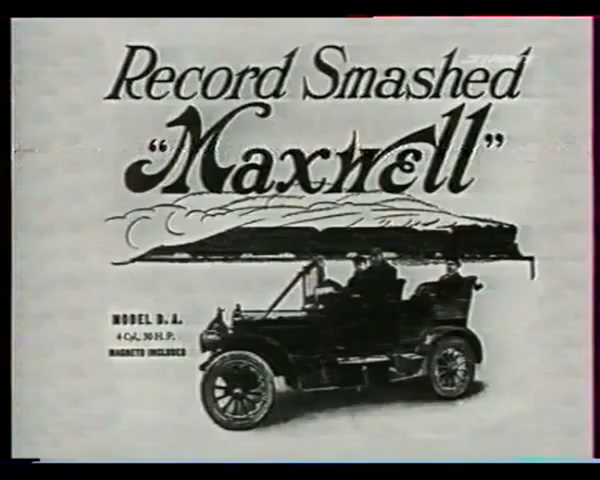 Record Smashed
"Maxwell"
MODEL D. A.
4 Cyl, 30 H.P.
MAGNETO INCLUDED